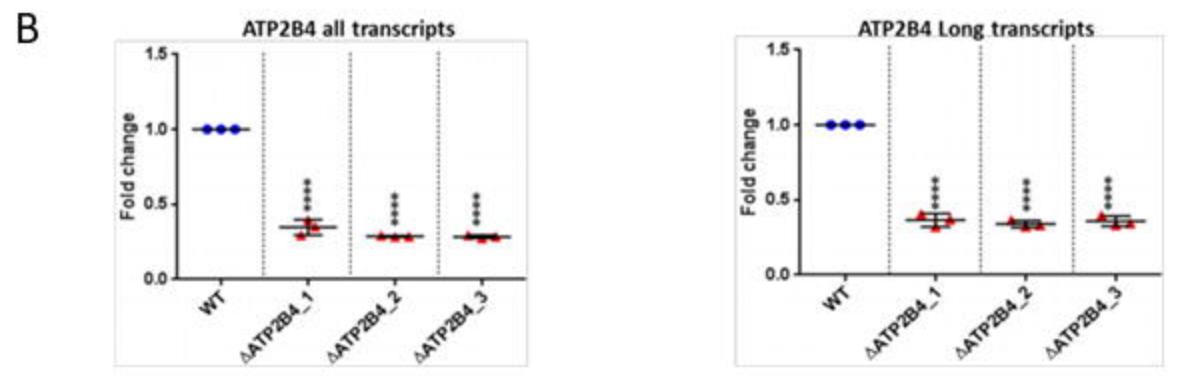 B
ATP2B4 all transcripts
Fold change
1.5
1.0
0.5
0.0
****
****
****
WT
ΔATP2B4_1
ΔATP2B4_2
ΔATP2B4_3
ATP2B4 Long transcripts
Fold change
1.5
1.0
0.5
0.0
****
****
****
WT
ΔATP2B4_1
ΔATP2B4_2
ΔATP2B4_3